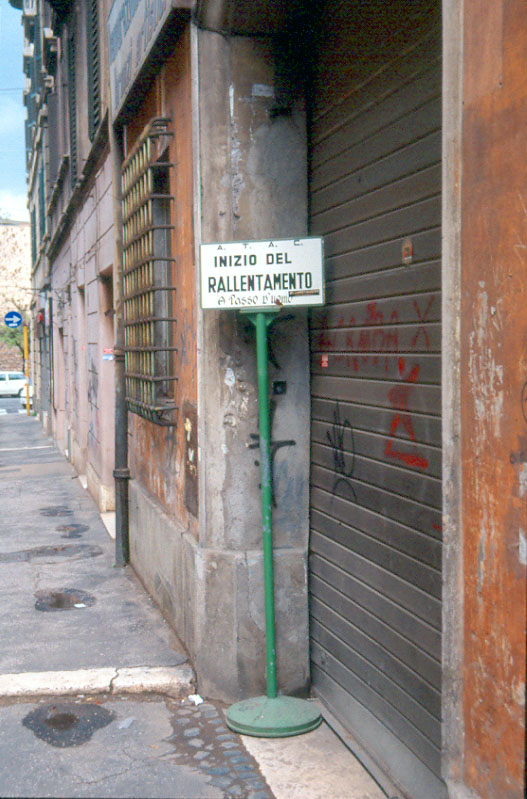 A. T. A. C.
INIZIO DEL
RALLENTAMENTO
A PASSO D'UOMO